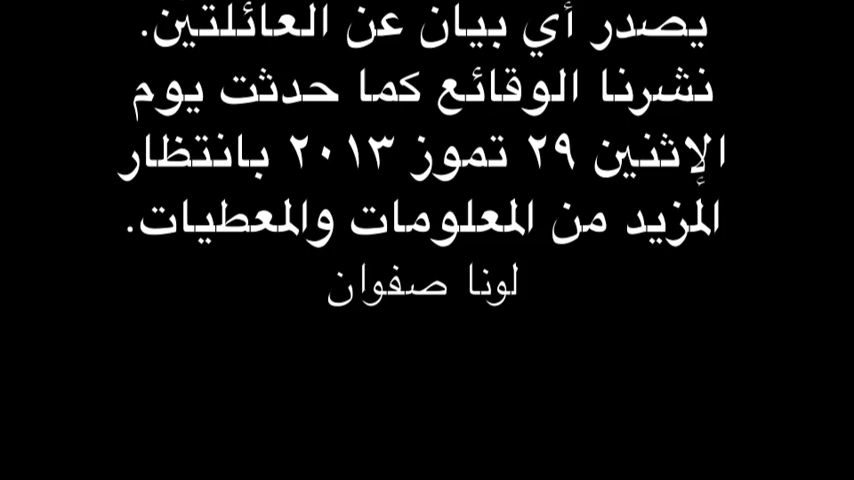 يصدر أي بيان عن العائلتين.
نشرنا الوقائع كما حدثت يوم
الإثنين ٢٩ تموز ٢٠١٣ بانتظار
المزيد من المعلومات والمعطيات.
لونا صفوان